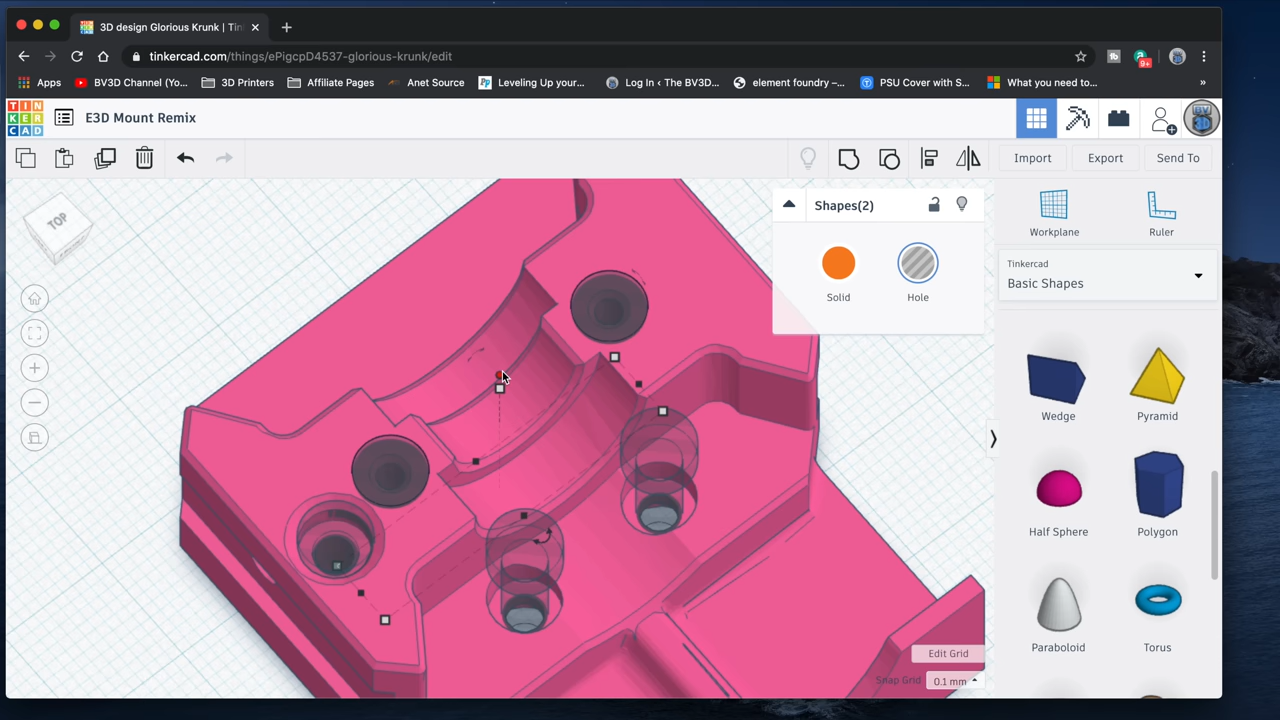 3D design Glorious Krunk | Tin
tinkercad.com/things/ePigcpD4537-glorious-krunk/edit
9+
Apps
BV3D Channel (Yo...
3D Printers
Affiliate Pages
Anet Source
Leveling Up your...
Log In ‹ The BV3D...
element foundry –...
PSU Cover with S...
What you need to...
»
TIN
KER
CAD
E3D Mount Remix
Import
Export
Send To
TOP
Shapes(2)
Solid
Hole
Workplane
Ruler
Tinkercad
Basic Shapes
Wedge
Pyramid
Half Sphere
Polygon
Paraboloid
Torus
Edit Grid
Snap Grid
0.1 mm